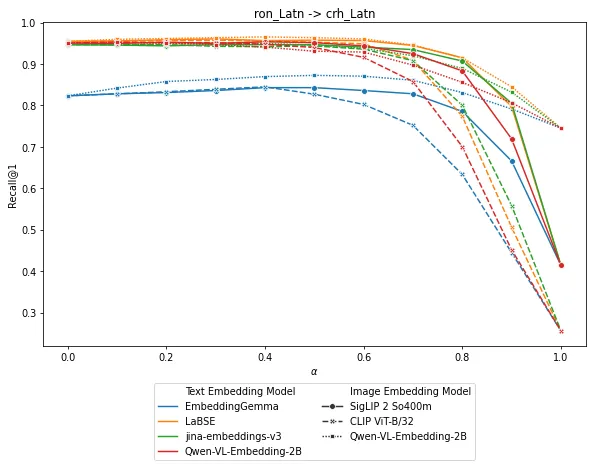 ron_Latn -> crh_Latn
1.0
0.9
0.8
0.7
0.6
0.5
0.4
0.3
Recall@1
0.0 0.2 0.4 0.6 0.8 1.0
α
Text Embedding Model
EmbeddingGemma
LaBSE
jina-embeddings-v3
Qwen-VL-Embedding-2B
Image Embedding Model
SigLIP 2 So400m
CLIP ViT-B/32
Qwen-VL-Embedding-2B